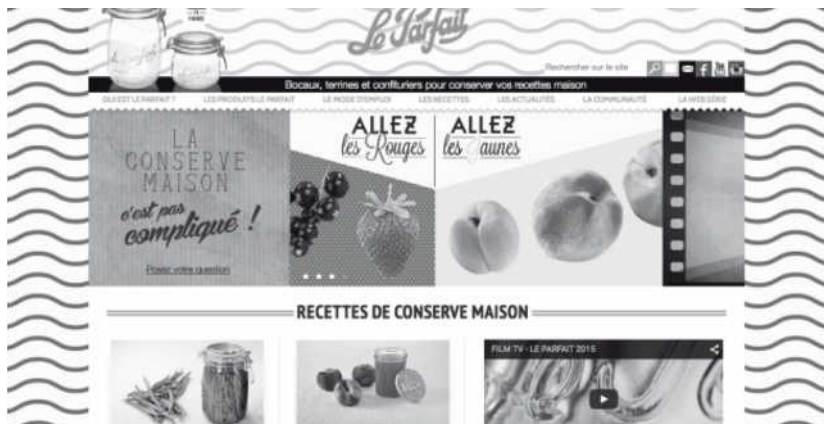 Le Parfait
Rechercher sur le site
Bocaux, terrines et confituriers pour conserver vos recettes maison
QUI EST LE PARFAIT ? LES PRODUITS LE PARFAIT LE MODE D'EMPLOI LES RECETTES LES ACTUALITÉS LA COMMUNAUTÉ LA WEB SÉRIE
LA
CONSERVE
MAISON
c'est pas
compliqué !
Posez votre question
ALLEZ
les Rouges
ALLEZ
les Jaunes
RECETTES DE CONSERVE MAISON
FILM TV - LE PARFAIT 2015